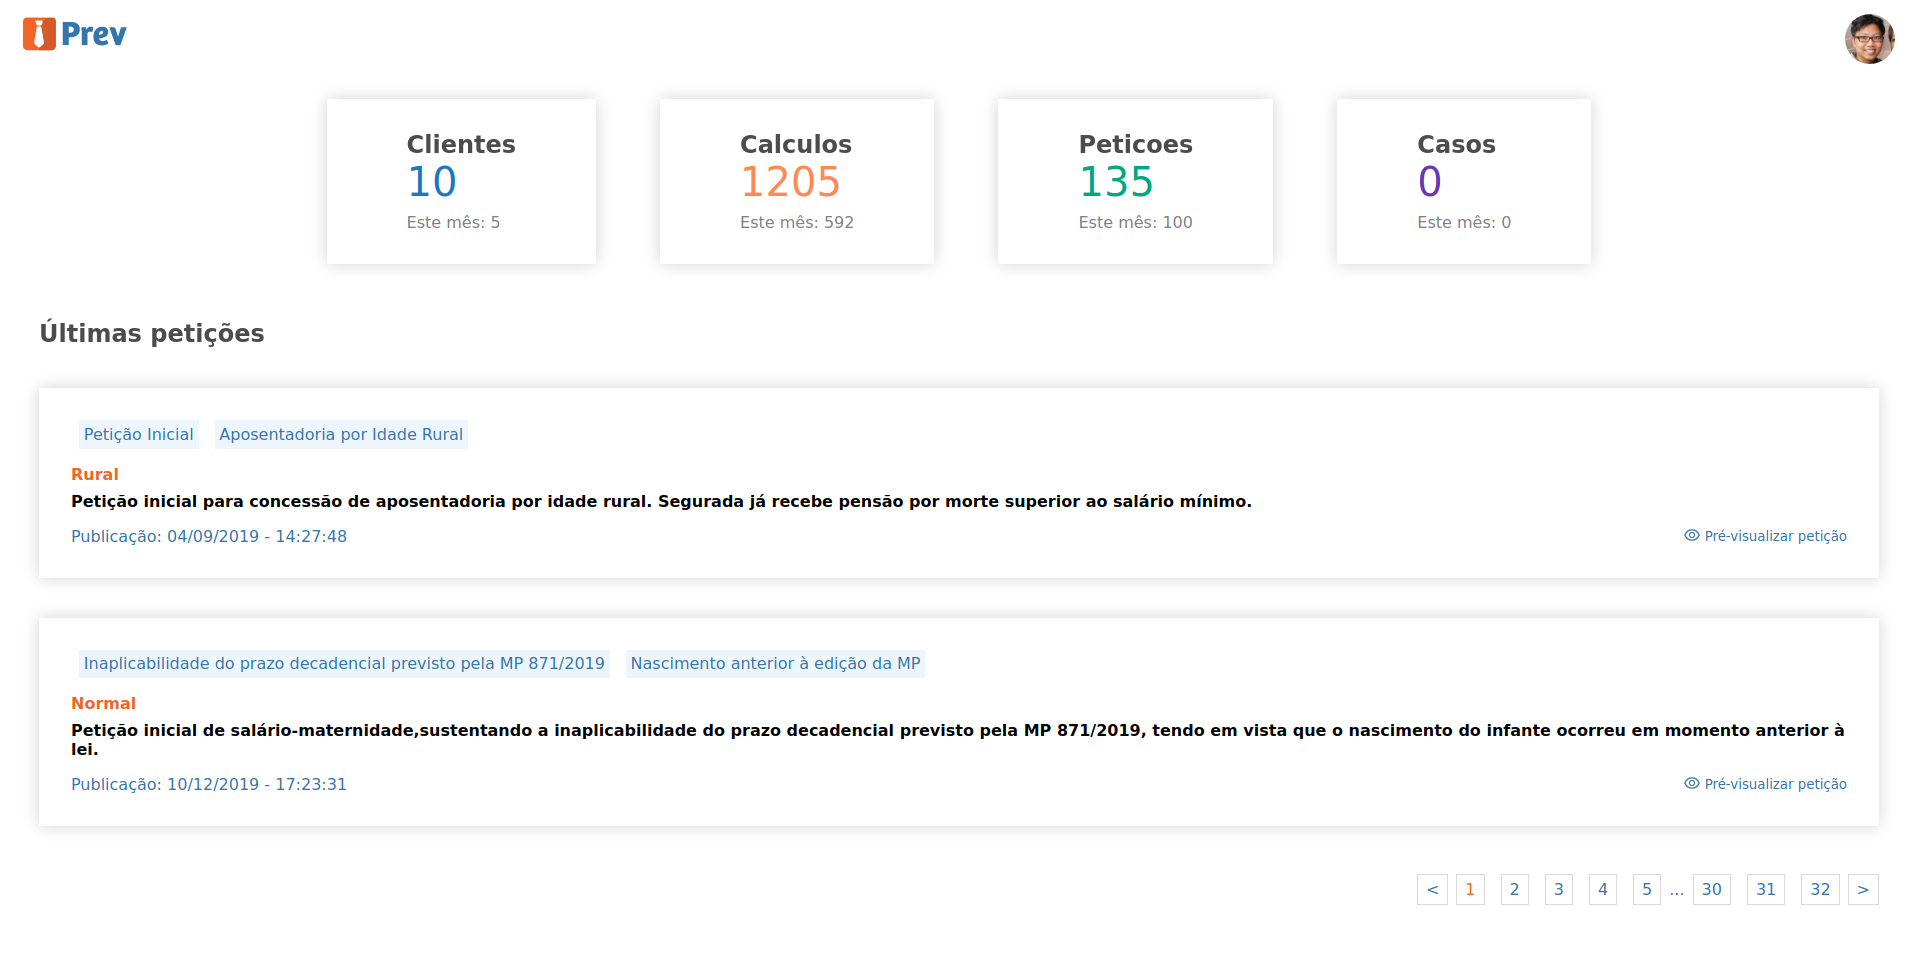 Prev
Clientes
10
Este mês: 5
Calculos
1205
Este mês: 592
Peticoes
135
Este mês: 100
Casos
0
Este mês: 0
Últimas petições
Petição Inicial Aposentadoria por Idade Rural
Rural
Petição inicial para concessão de aposentadoria por idade rural. Segurada já recebe pensão por morte superior ao salário mínimo.
Publicação: 04/09/2019 - 14:27:48 Pré-visualizar petição
Inaplicabilidade do prazo decadencial previsto pela MP 871/2019 Nascimento anterior à edição da MP
Normal
Petição inicial de salário-maternidade,sustentando a inaplicabilidade do prazo decadencial previsto pela MP 871/2019, tendo em vista que o nascimento do infante ocorreu em momento anterior à
lei.
Publicação: 10/12/2019 - 17:23:31 Pré-visualizar petição
< 1 2 3 4 5 ... 30 31 32 >